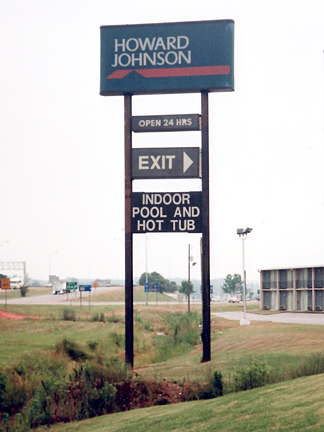 HOWARD
JOHNSON
OPEN 24 HRS
EXIT
INDOOR
POOL AND
HOT TUB